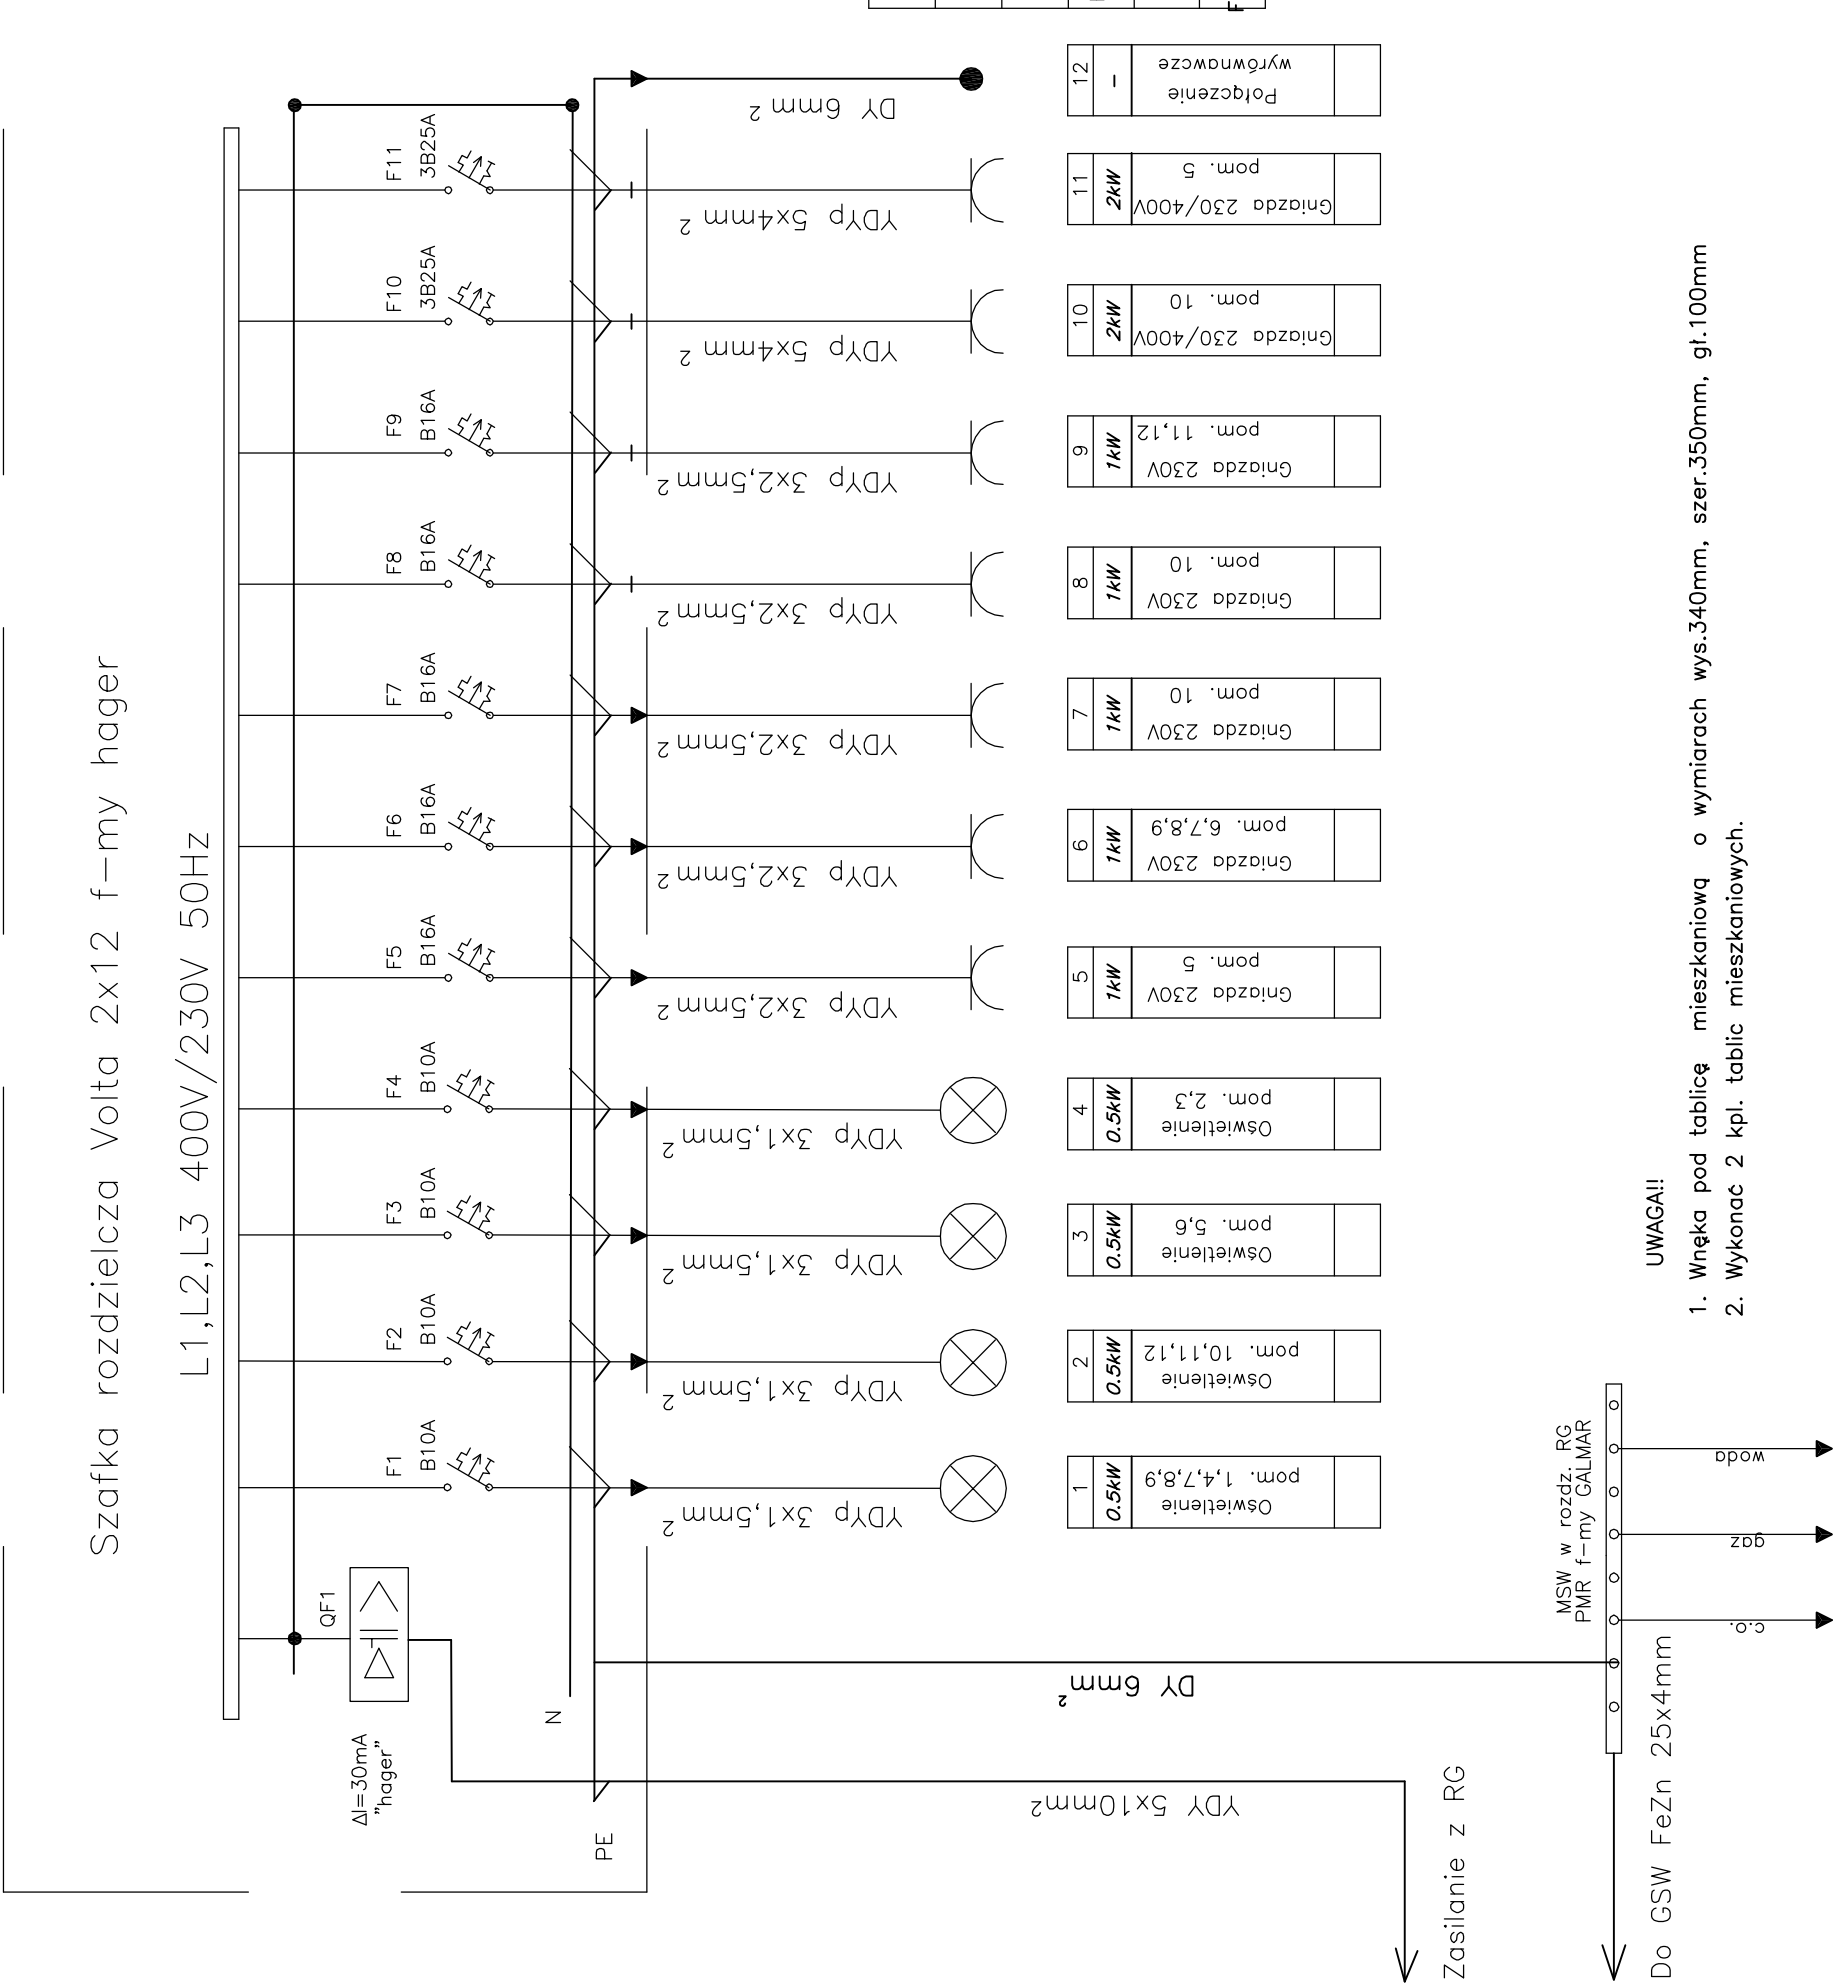 Szafka rozdzielcza Volta 2x12 f-my hager
L1,L2,L3 400V/230V 50Hz
QF1
ΔI=30mA
"hager"
F1
B10A
F2
B10A
F3
B10A
F4
B10A
F5
B16A
F6
B16A
F7
B16A
F8
B16A
F9
B16A
F10
3B25A
F11
3B25A
N
PE
YDYp 3x1,5mm²
YDYp 3x1,5mm²
YDYp 3x1,5mm²
YDYp 3x1,5mm²
YDYp 3x2,5mm²
YDYp 3x2,5mm²
YDYp 3x2,5mm²
YDYp 3x2,5mm²
YDYp 3x2,5mm²
YDYp 5x4mm²
YDYp 5x4mm²
DY 6mm²
YDY 5x10mm²
DY 6mm²
1
0.5kW
Oświetlenie
pom. 1,4,7,8,9
2
0.5kW
Oświetlenie
pom. 10,11,12
3
0.5kW
Oświetlenie
pom. 5,6
4
0.5kW
Oświetlenie
pom. 2,3
5
1kW
Gniazda 230V
pom. 5
6
1kW
Gniazda 230V
pom. 6,7,8,9
7
1kW
Gniazda 230V
pom. 10
8
1kW
Gniazda 230V
pom. 10
9
1kW
Gniazda 230V
pom. 11,12
10
2kW
Gniazda 230/400V
pom. 10
11
2kW
Gniazda 230/400V
pom. 5
12
-
Połączenie
wyrównawcze
Zasilanie z RG
MSW w rozdz. RG
PMR f-my GALMAR
c.o.
gaz
woda
Do GSW FeZn 25x4mm
UWAGA!!
1. Wnęka pod tablicę mieszkaniową o wymiarach wys.340mm, szer.350mm, gł.100mm
2. Wykonać 2 kpl. tablic mieszkaniowych.